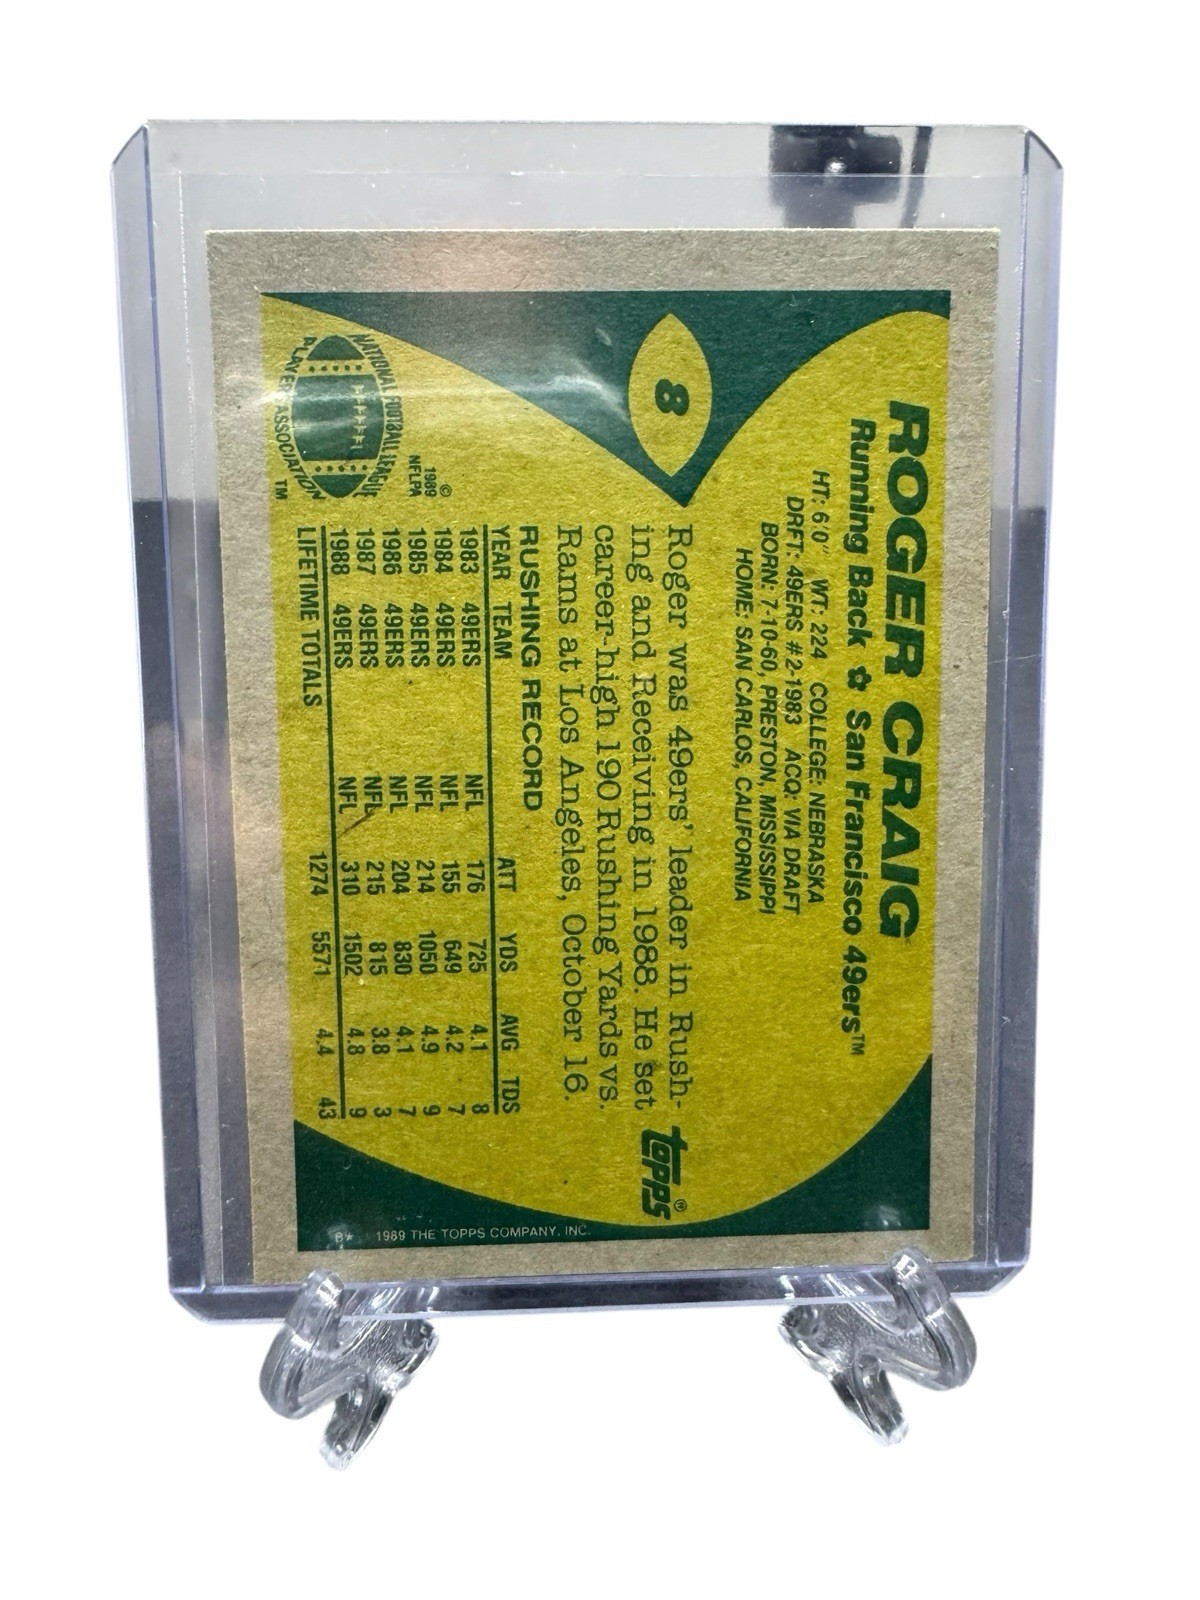 8
ROGER CRAIG
Running Back ✿ San Francisco 49ers™
HT: 6'0" WT: 224 COLLEGE: NEBRASKA
DRFT: 49ERS #2-1983 ACQ: VIA DRAFT
BORN: 7-10-60, PRESTON, MISSISSIPPI
HOME: SAN CARLOS, CALIFORNIA
Roger was 49ers' leader in Rush-
ing and Receiving in 1988. He set
career-high 190 Rushing Yards vs.
Rams at Los Angeles, October 16.
topps®
RUSHING RECORD
YEAR TEAM ATT YDS AVG TDS
1983 49ERS NFL 176 725 4.1 8
1984 49ERS NFL 155 649 4.2 7
1985 49ERS NFL 214 1050 4.9 9
1986 49ERS NFL 204 830 4.1 7
1987 49ERS NFL 215 815 3.8 3
1988 49ERS NFL 310 1502 4.8 9
LIFETIME TOTALS 1274 5571 4.4 43
NATIONAL FOOTBALL LEAGUE
PLAYERS ASSOCIATION TM
©
1989
NFLPA
B* 1989 THE TOPPS COMPANY, INC.